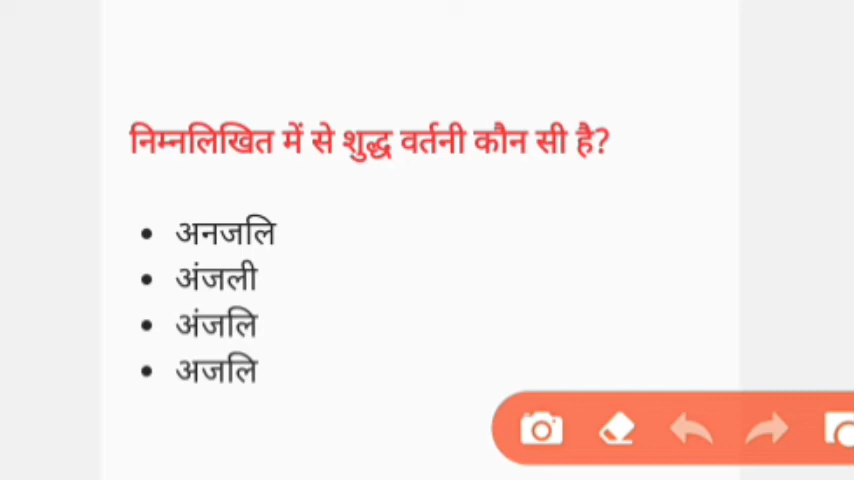 निम्नलिखित में से शुद्ध वर्तनी कौन सी है?
• अनजलि
• अंजली
• अंजलि
• अजलि